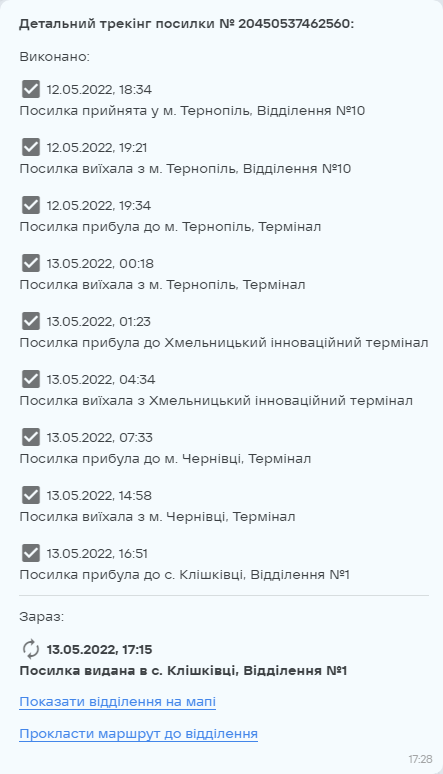 Детальний трекінг посилки № 20450537462560:
Виконано:
12.05.2022, 18:34
Посилка прийнята у м. Тернопіль, Відділення №10
12.05.2022, 19:21
Посилка виїхала з м. Тернопіль, Відділення №10
12.05.2022, 19:34
Посилка прибула до м. Тернопіль, Термінал
13.05.2022, 00:18
Посилка виїхала з м. Тернопіль, Термінал
13.05.2022, 01:23
Посилка прибула до Хмельницький інноваційний термінал
13.05.2022, 04:34
Посилка виїхала з Хмельницький інноваційний термінал
13.05.2022, 07:33
Посилка прибула до м. Чернівці, Термінал
13.05.2022, 14:58
Посилка виїхала з м. Чернівці, Термінал
13.05.2022, 16:51
Посилка прибула до с. Клішківці, Відділення №1
Зараз:
13.05.2022, 17:15
Посилка видана в с. Клішківці, Відділення №1
Показати відділення на мапі
Прокласти маршрут до відділення
17:28